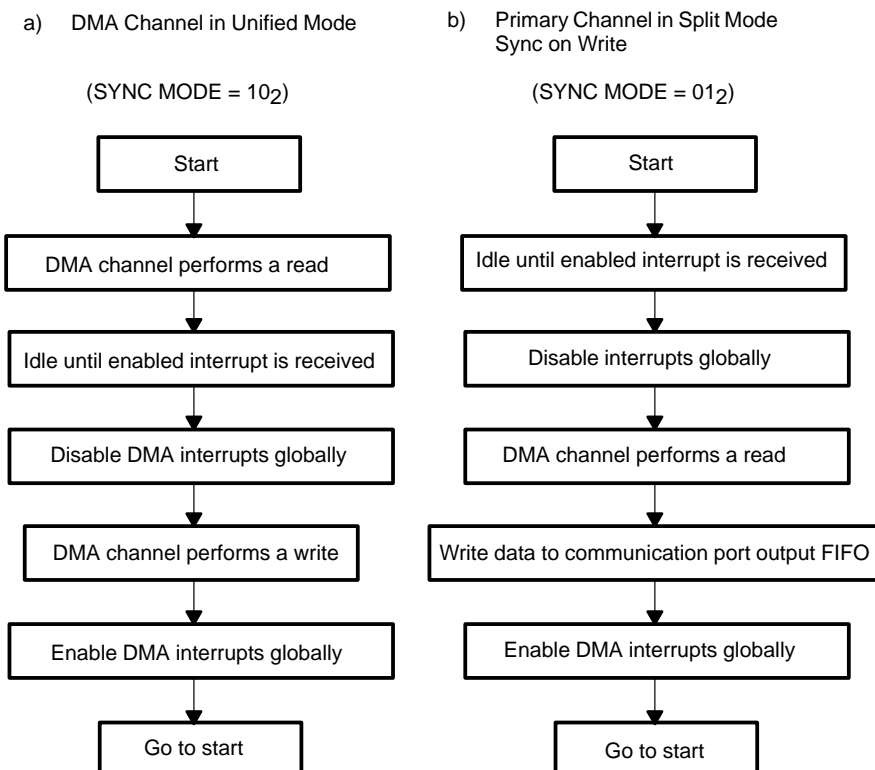 a) DMA Channel in Unified Mode
(SYNC MODE = 10₂)
Start
DMA channel performs a read
Idle until enabled interrupt is received
Disable DMA interrupts globally
DMA channel performs a write
Enable DMA interrupts globally
Go to start
b) Primary Channel in Split Mode
Sync on Write
(SYNC MODE = 01₂)
Start
Idle until enabled interrupt is received
Disable interrupts globally
DMA channel performs a read
Write data to communication port output FIFO
Enable DMA interrupts globally
Go to start